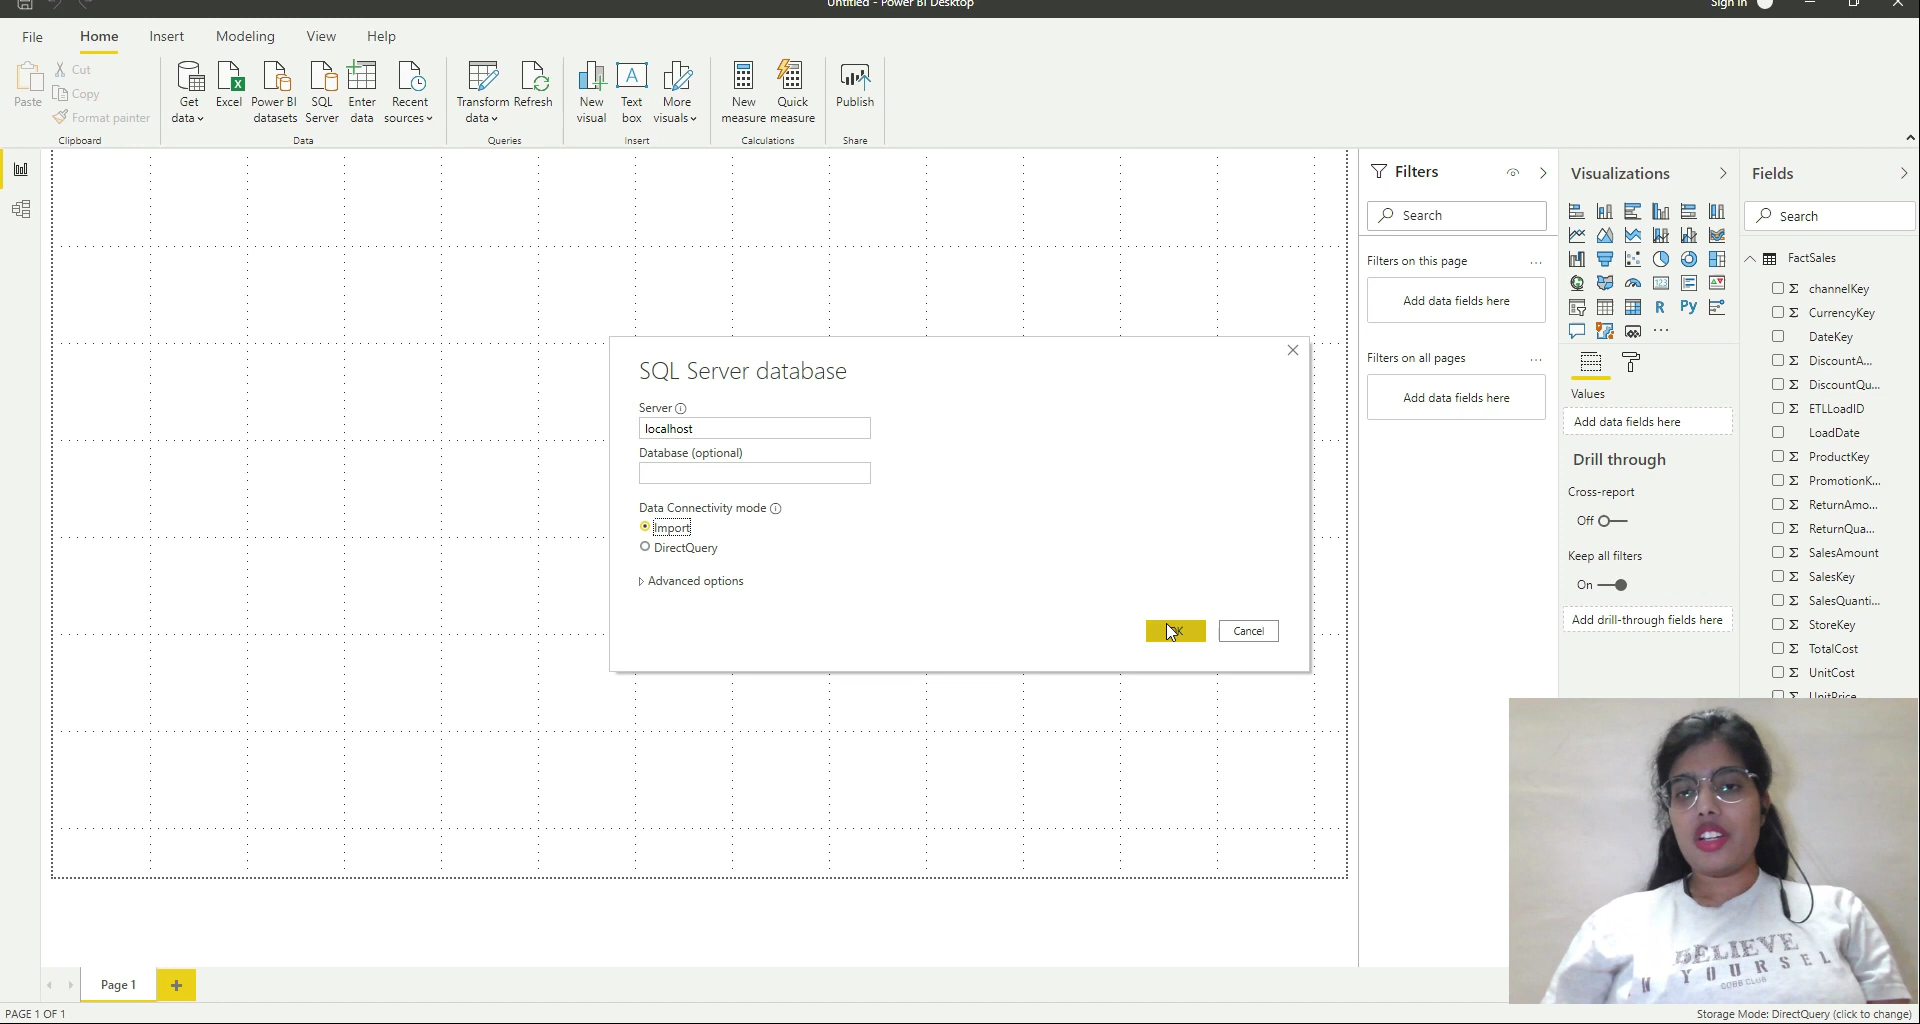 Untitled - Power BI Desktop
Sign in
File
Home
Insert
Modeling
View
Help
Paste
Cut
Copy
Format painter
Clipboard
Get data
Excel
Power BI datasets
SQL Server
Enter data
Recent sources
Data
Transform data
Refresh
Queries
New visual
Text box
More visuals
Insert
New measure
Quick measure
Calculations
Publish
Share
SQL Server database
Server
localhost
Database (optional)
Data Connectivity mode
Import
DirectQuery
Advanced options
Cancel
Filters
Search
Filters on this page
...
Add data fields here
Filters on all pages
...
Add data fields here
Visualizations
123
R
Py
...
Values
Add data fields here
Drill through
Cross-report
Off
Keep all filters
On
Add drill-through fields here
Fields
Search
FactSales
Σ channelKey
Σ CurrencyKey
DateKey
Σ DiscountA...
Σ DiscountQu...
Σ ETLLoadID
LoadDate
Σ ProductKey
Σ PromotionK...
Σ ReturnAmo...
Σ ReturnQua...
Σ SalesAmount
Σ SalesKey
Σ SalesQuanti...
Σ StoreKey
Σ TotalCost
Σ UnitCost
Σ UnitPrice
BELIEVE
N YOURSEL
COBB CLUB
Page 1
+
PAGE 1 OF 1
Storage Mode: DirectQuery (click to change)